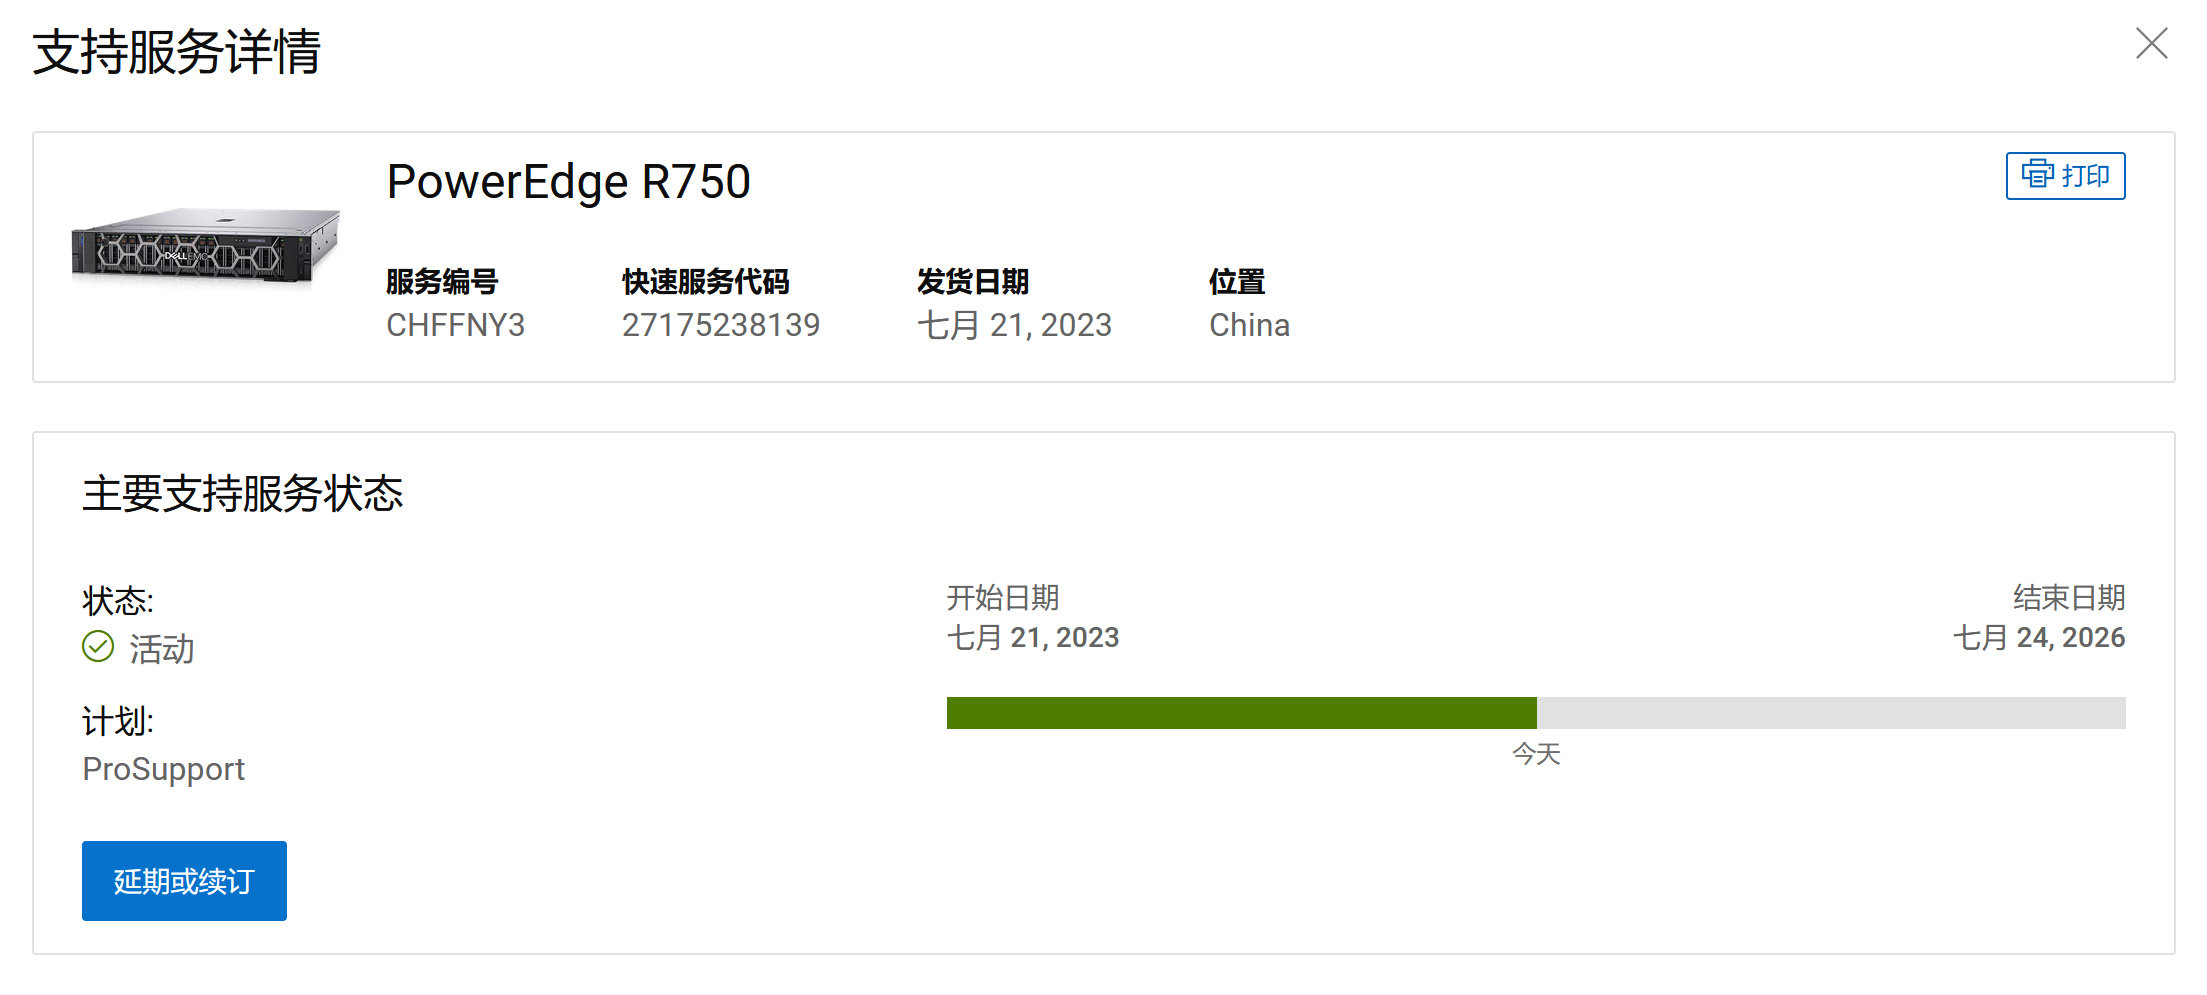 支持服务详情
PowerEdge R750
打印
DELLEMC
服务编号 快速服务代码 发货日期 位置
CHFFNY3 27175238139 七月 21, 2023 China
主要支持服务状态
状态:
活动
计划:
ProSupport
延期或续订
开始日期 结束日期
七月 21, 2023 七月 24, 2026
今天